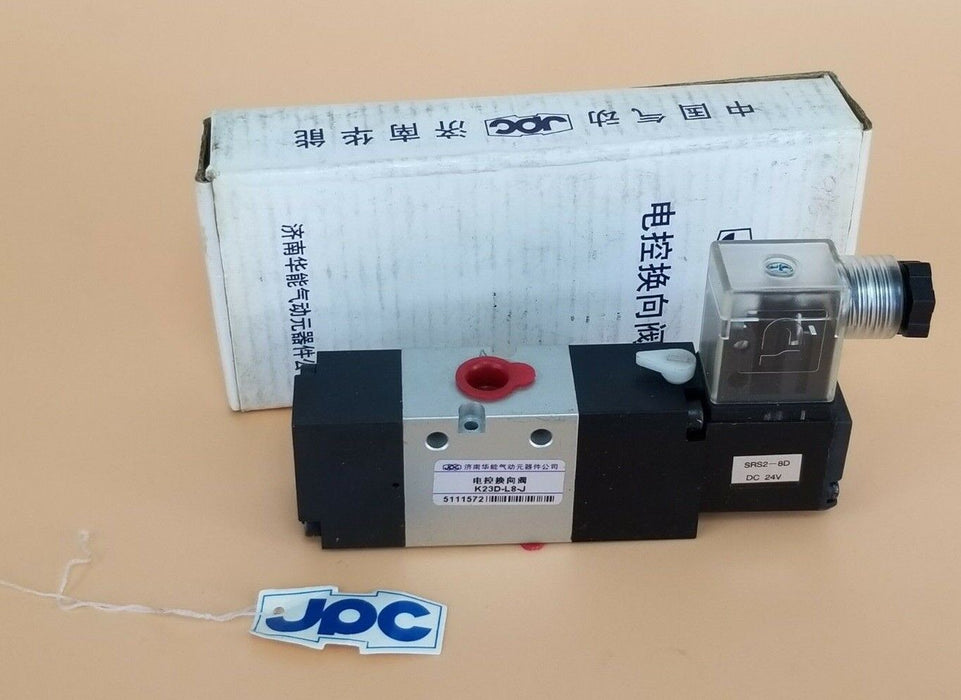 中国气动 JPC 济南华能
电控换向阀
济南华能气动元器件公
JPC 济南华能气动元器件公司
电控换向阀
K23D-L8-J
5111572
SRS2-8D
DC 24V
JPC